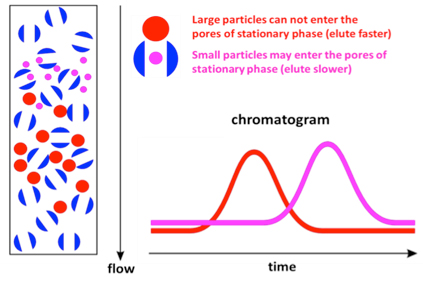 Large particles can not enter the
pores of stationary phase (elute faster)
Small particles may enter the pores of
stationary phase (elute slower)
chromatogram
flow
time